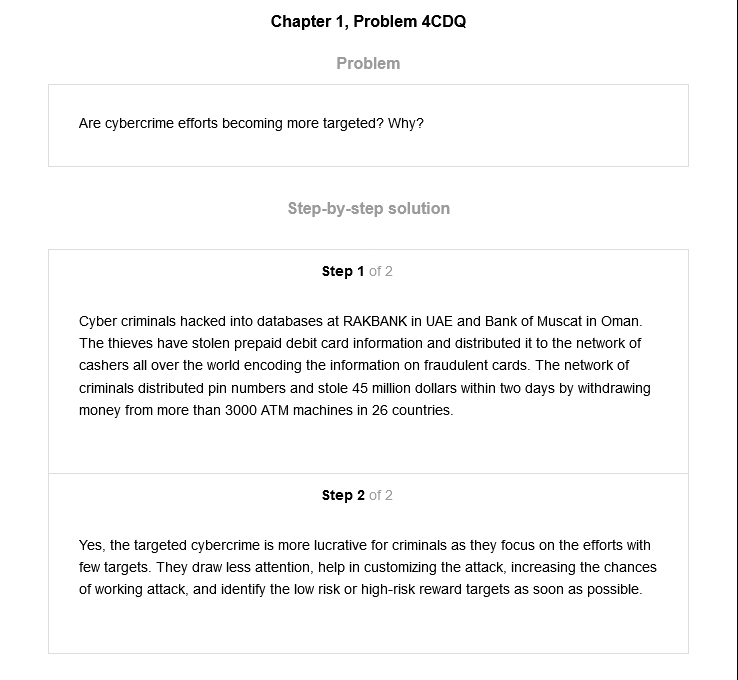 Chapter 1, Problem 4CDQ
Problem
Are cybercrime efforts becoming more targeted? Why?
Step-by-step solution
Step 1 of 2
Cyber criminals hacked into databases at RAKBANK in UAE and Bank of Muscat in Oman.
The thieves have stolen prepaid debit card information and distributed it to the network of
cashers all over the world encoding the information on fraudulent cards. The network of
criminals distributed pin numbers and stole 45 million dollars within two days by withdrawing
money from more than 3000 ATM machines in 26 countries.
Step 2 of 2
Yes, the targeted cybercrime is more lucrative for criminals as they focus on the efforts with
few targets. They draw less attention, help in customizing the attack, increasing the chances
of working attack, and identify the low risk or high-risk reward targets as soon as possible.